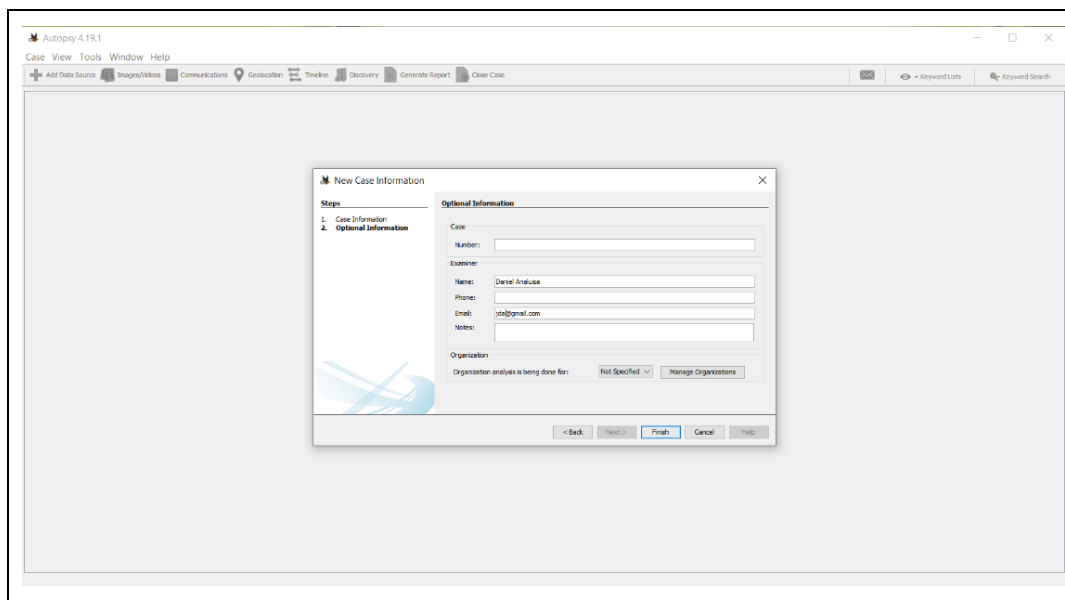 Autopsy 4.19.1
Case View Tools Window Help
Add Data Source Images/Videos Communications Geolocation Timeline Discovery Generate Report Close Case Keyword Lists Keyword Search
New Case Information
Steps
1. Case Information
2. Optional Information
Optional Information
Case
Number:
Examiner
Name: Daniel Analuisa
Phone:
Email: jda@gmail.com
Notes:
Organization
Organization analysis is being done for: Not Specified Manage Organizations
< Back Next > Finish Cancel Help